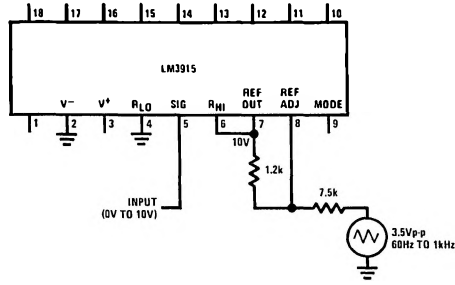 18 17 16 15 14 13 12 11 10
LM3915
V⁻ V⁺ RLO SIG RHI REF OUT REF ADJ MODE
1 2 3 4 5 6 7 8 9
10V
1.2k
7.5k
INPUT
(0V TO 10V)
3.5Vp-p
60Hz TO 1kHz